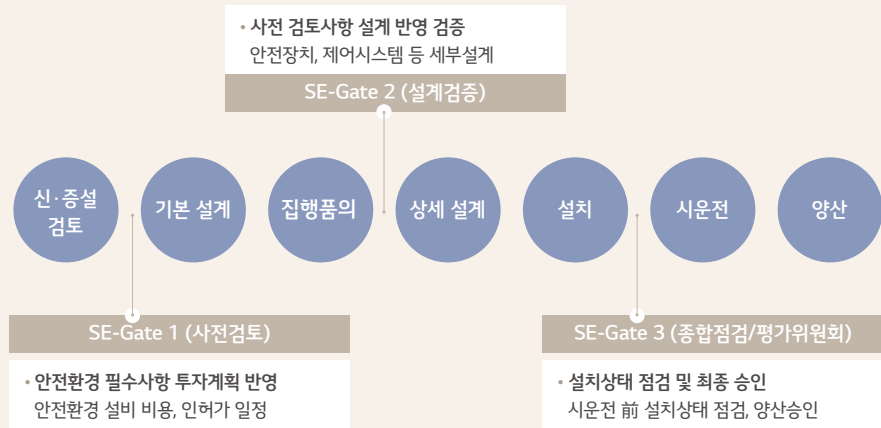 • 사전 검토사항 설계 반영 검증
안전장치, 제어시스템 등 세부설계
SE-Gate 2 (설계검증)
신·증설
검토
기본 설계
집행품의
상세 설계
설치
시운전
양산
SE-Gate 1 (사전검토)
• 안전환경 필수사항 투자계획 반영
안전환경 설비 비용, 인허가 일정
SE-Gate 3 (종합점검/평가위원회)
• 설치상태 점검 및 최종 승인
시운전 前 설치상태 점검, 양산승인